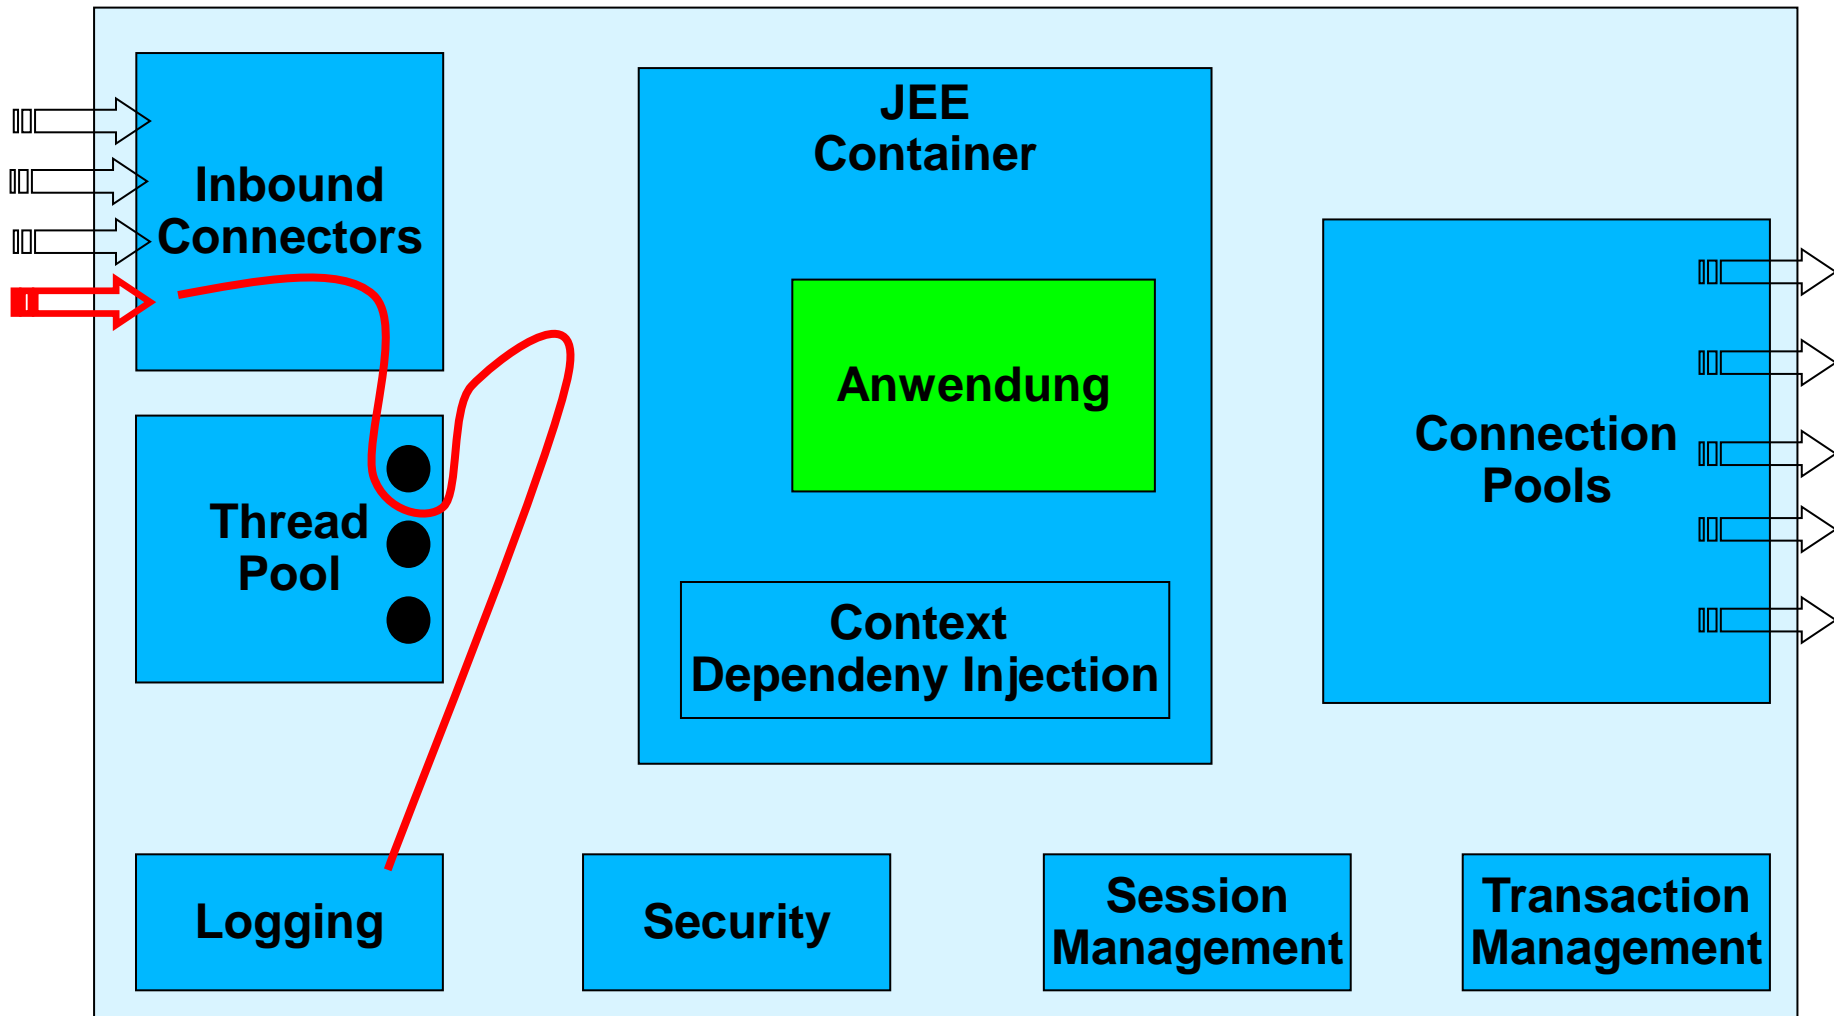 Inbound
Connectors
JEE
Container
Anwendung
Connection
Pools
Thread
Pool
Context
Dependeny Injection
Logging
Security
Session
Management
Transaction
Management